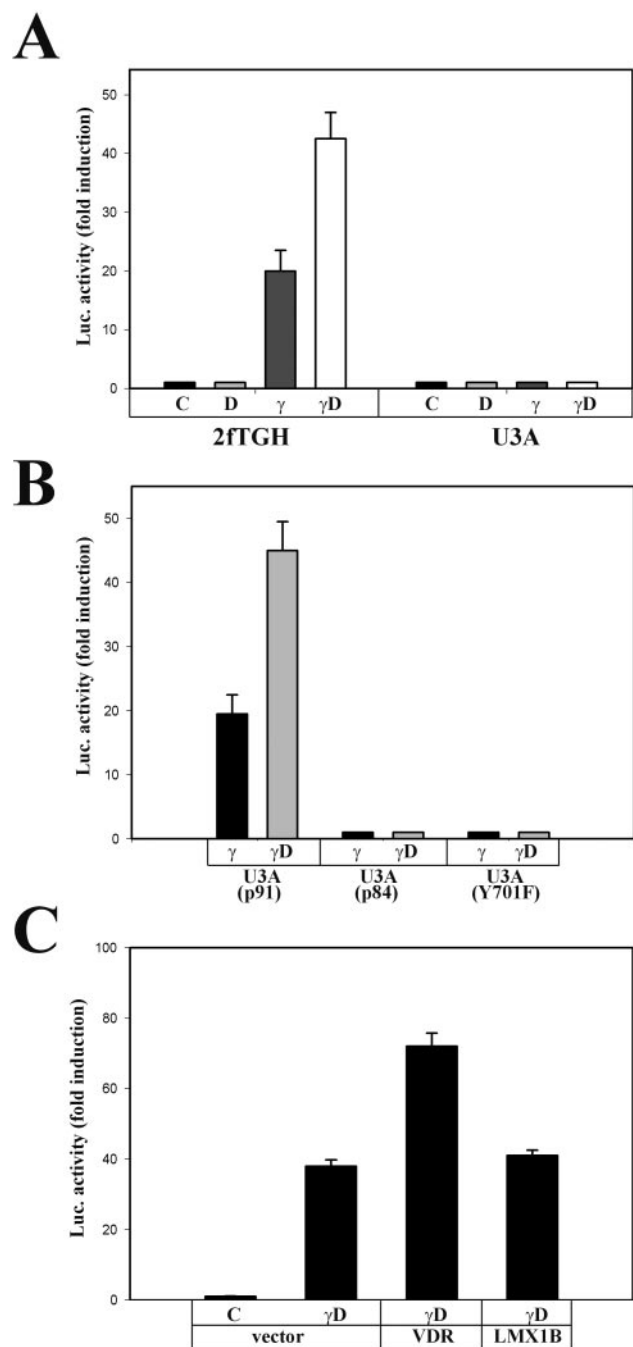 A
Luc. activity (fold induction)
50
40
30
20
10
0
C D γ γD C D γ γD
2fTGH U3A
B
Luc. activity (fold induction)
50
40
30
20
10
0
γ γD γ γD γ γD
U3A U3A U3A
(p91) (p84) (Y701F)
C
Luc. activity (fold induction)
100
80
60
40
20
0
C γD γD γD
vector VDR LMX1B